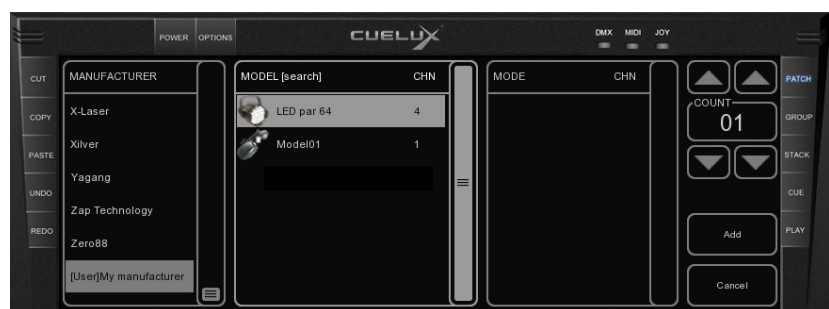 POWER OPTIONS CUELUX DMX MIDI JOY
CUT MANUFACTURER MODEL [search] CHN MODE CHN PATCH
COPY X-Laser LED par 64 4 COUNT 01 GROUP
PASTE Xilver Model01 1 STACK
Yagang
UNDO CUE
Zap Technology
REDO Zero88 Add PLAY
[User]My manufacturer Cancel